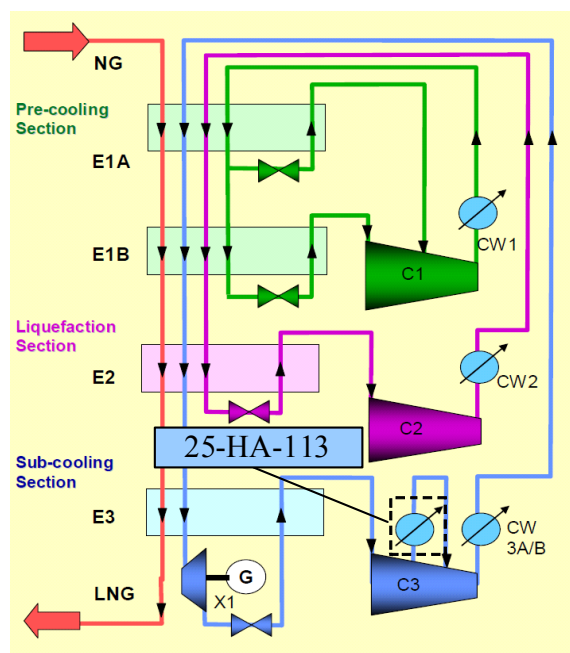 NG
Pre-cooling
Section
E1A
CW1
E1B
C1
Liquefaction
Section
E2
CW2
C2
25-HA-113
Sub-cooling
Section
E3
CW
3A/B
G
C3
X1
LNG